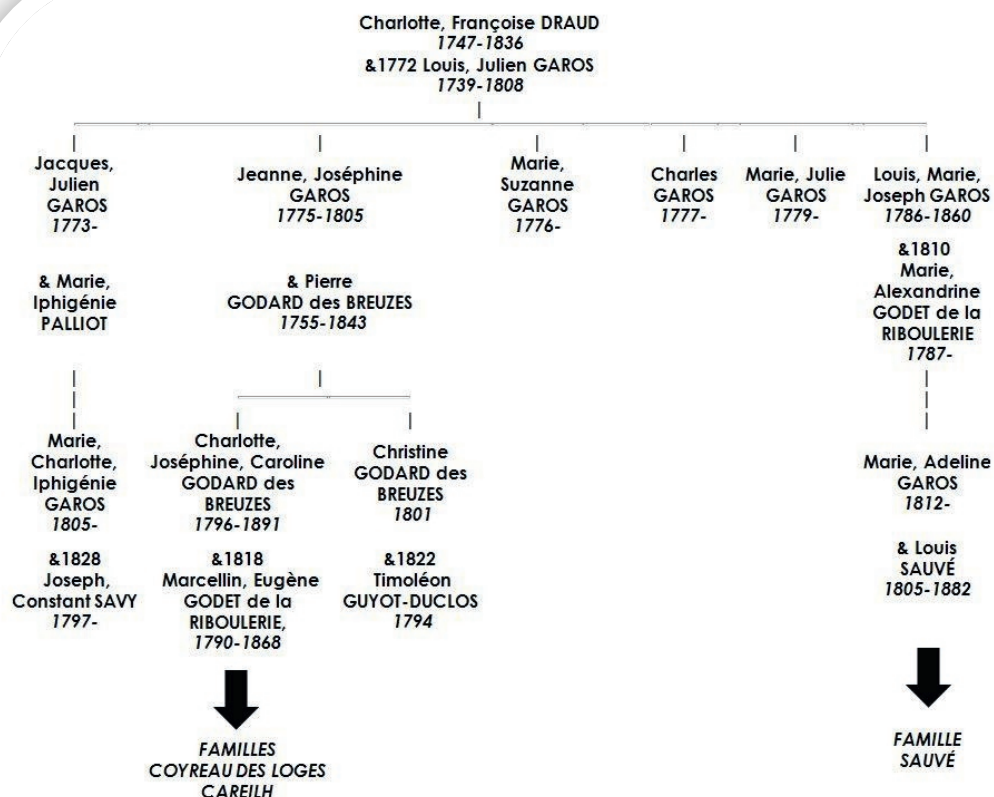 Charlotte, Françoise DRAUD
1747-1836
&1772 Louis, Julien GAROS
1739-1808
Jacques,
Julien
GAROS
1773-
& Marie,
Iphigénie
PALLIOT
Marie,
Charlotte,
Iphigénie
GAROS
1805-
&1828
Joseph,
Constant SAVY
1797-
Jeanne, Joséphine
GAROS
1775-1805
& Pierre
GODARD des BREUZES
1755-1843
Charlotte,
Joséphine, Caroline
GODARD des
BREUZES
1796-1891
&1818
Marcellin, Eugène
GODET de la
RIBOULERIE,
1790-1868
FAMILLES
COYREAU DES LOGES
CAREILH
Christine
GODARD des
BREUZES
1801
&1822
Timoléon
GUYOT-DUCLOS
1794
Marie,
Suzanne
GAROS
1776-
Charles
GAROS
1777-
Marie, Julie
GAROS
1779-
Louis, Marie,
Joseph GAROS
1786-1860
&1810
Marie,
Alexandrine
GODET de la
RIBOULERIE
1787-
Marie, Adeline
GAROS
1812-
& Louis
SAUVÉ
1805-1882
FAMILLE
SAUVÉ